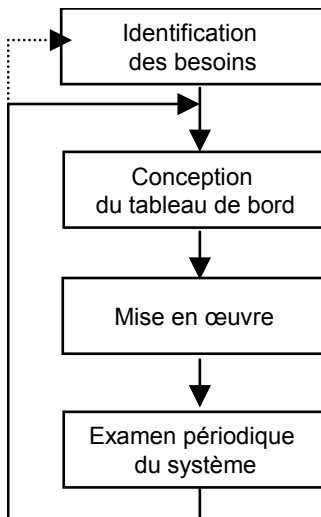 Identification
des besoins
Conception
du tableau de bord
Mise en œuvre
Examen périodique
du système